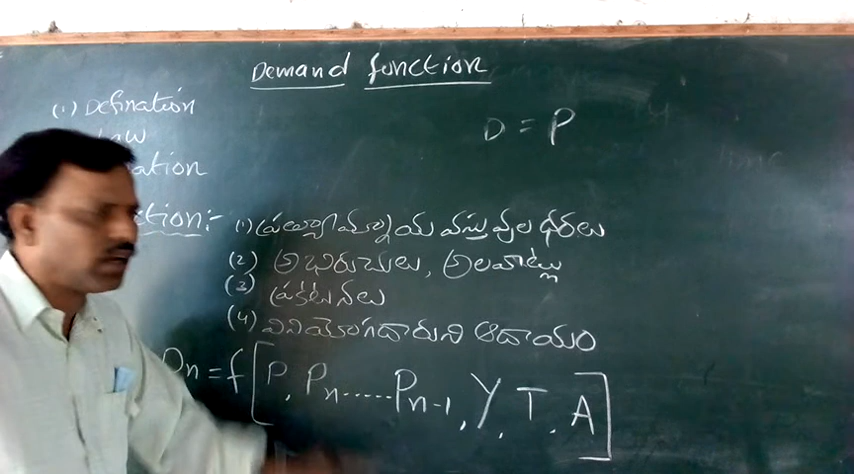 Demand function
(1) Defination
Law
ation
D = P
ction:- (1) ప్రత్యామ్నాయ వస్తువుల ధరలు
(2) అభిరుచులు, అలవాట్లు
(3) ప్రకటనలు
(4) వినియోగదారుని ఆదాయం
Dn = f [P, Pn.....Pn-1, Y, T, A]